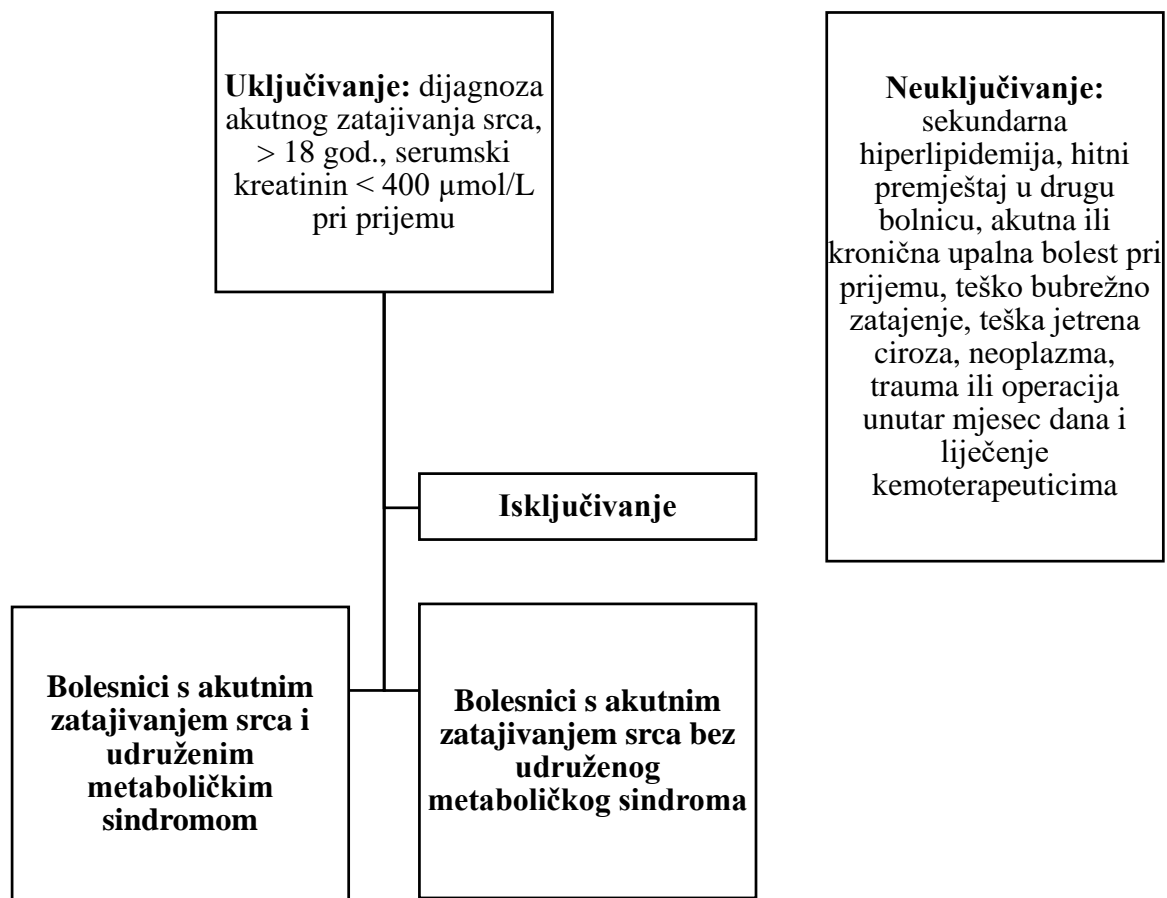 Uključivanje: dijagnoza
akutnog zatajivanja srca,
> 18 god., serumski
kreatinin < 400 µmol/L
pri prijemu
Neuključivanje:
sekundarna
hiperlipidemija, hitni
premještaj u drugu
bolnicu, akutna ili
kronična upalna bolest pri
prijemu, teško bubrežno
zatajenje, teška jetrena
ciroza, neoplazma,
trauma ili operacija
unutar mjesec dana i
liječenje
kemoterapeuticima
Isključivanje
Bolesnici s akutnim
zatajivanjem srca i
udruženim
metaboličkim
sindromom
Bolesnici s akutnim
zatajivanjem srca bez
udruženog
metaboličkog sindroma